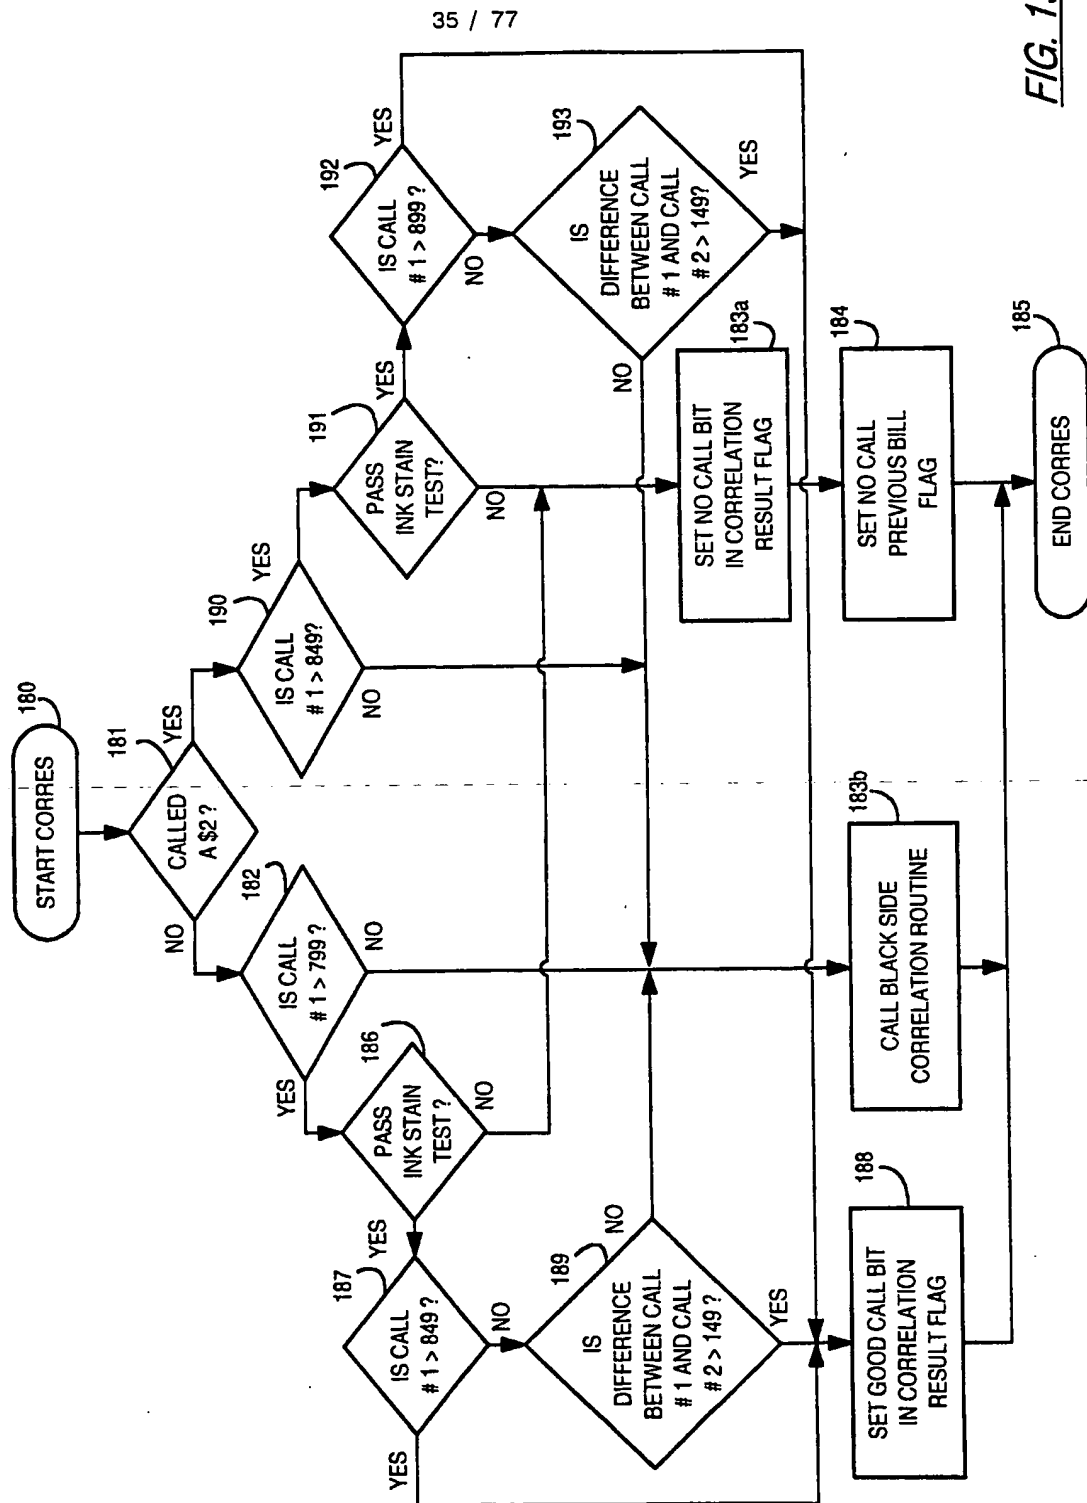 35 / 77
START CORRES
180
CALLED
A $2 ?
181
NO
YES
IS CALL
# 1 > 799 ?
182
YES
NO
IS CALL
# 1 > 849?
190
YES
NO
PASS
INK STAIN
TEST ?
186
YES
NO
PASS
INK STAIN
TEST?
191
YES
NO
IS CALL
# 1 > 849 ?
187
YES
NO
IS CALL
# 1 > 899 ?
192
YES
NO
IS
DIFFERENCE
BETWEEN CALL
# 1 AND CALL
# 2 > 149 ?
189
NO
YES
IS
DIFFERENCE
BETWEEN CALL
# 1 AND CALL
# 2 > 149?
193
NO
YES
SET NO CALL BIT
IN CORRELATION
RESULT FLAG
183a
SET GOOD CALL BIT
IN CORRELATION
RESULT FLAG
188
CALL BLACK SIDE
CORRELATION ROUTINE
183b
SET NO CALL
PREVIOUS BILL
FLAG
184
END CORRES
185
FIG.